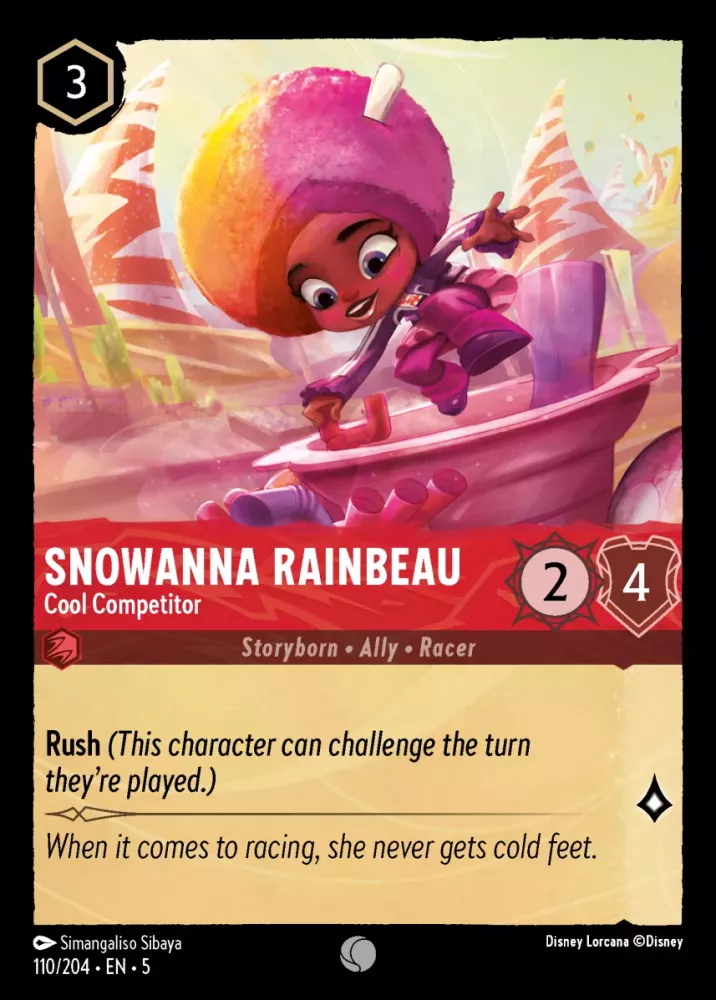 3
SNOWANNA RAINBEAU
Cool Competitor
2
4
Storyborn • Ally • Racer
Rush (This character can challenge the turn
they're played.)
When it comes to racing, she never gets cold feet.
Simangaliso Sibaya
Disney Lorcana ©Disney
110/204 • EN • 5